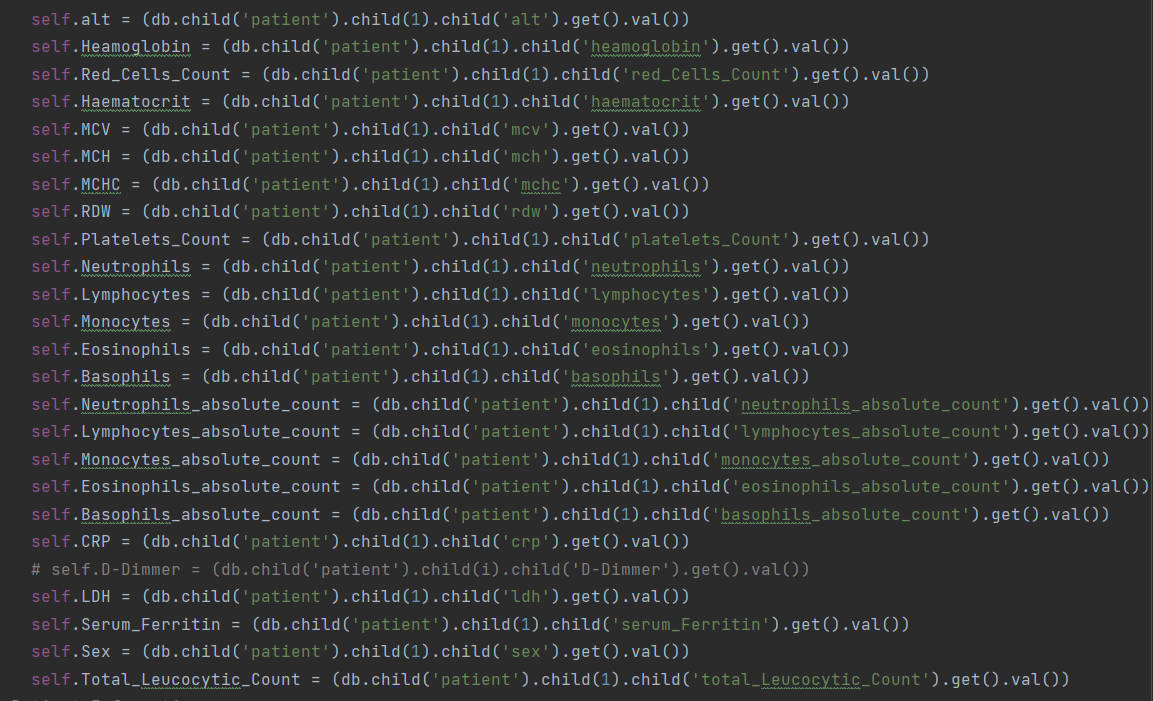 self.alt = (db.child('patient').child(1).child('alt').get().val())
self.Heamoglobin = (db.child('patient').child(1).child('heamoglobin').get().val())
self.Red_Cells_Count = (db.child('patient').child(1).child('red_Cells_Count').get().val())
self.Haematocrit = (db.child('patient').child(1).child('haematocrit').get().val())
self.MCV = (db.child('patient').child(1).child('mcv').get().val())
self.MCH = (db.child('patient').child(1).child('mch').get().val())
self.MCHC = (db.child('patient').child(1).child('mchc').get().val())
self.RDW = (db.child('patient').child(1).child('rdw').get().val())
self.Platelets_Count = (db.child('patient').child(1).child('platelets_Count').get().val())
self.Neutrophils = (db.child('patient').child(1).child('neutrophils').get().val())
self.Lymphocytes = (db.child('patient').child(1).child('lymphocytes').get().val())
self.Monocytes = (db.child('patient').child(1).child('monocytes').get().val())
self.Eosinophils = (db.child('patient').child(1).child('eosinophils').get().val())
self.Basophils = (db.child('patient').child(1).child('basophils').get().val())
self.Neutrophils_absolute_count = (db.child('patient').child(1).child('neutrophils_absolute_count').get().val())
self.Lymphocytes_absolute_count = (db.child('patient').child(1).child('lymphocytes_absolute_count').get().val())
self.Monocytes_absolute_count = (db.child('patient').child(1).child('monocytes_absolute_count').get().val())
self.Eosinophils_absolute_count = (db.child('patient').child(1).child('eosinophils_absolute_count').get().val())
self.Basophils_absolute_count = (db.child('patient').child(1).child('basophils_absolute_count').get().val())
self.CRP = (db.child('patient').child(1).child('crp').get().val())
# self.D-Dimmer = (db.child('patient').child(i).child('D-Dimmer').get().val())
self.LDH = (db.child('patient').child(1).child('ldh').get().val())
self.Serum_Ferritin = (db.child('patient').child(1).child('serum_Ferritin').get().val())
self.Sex = (db.child('patient').child(1).child('sex').get().val())
self.Total_Leucocytic_Count = (db.child('patient').child(1).child('total_Leucocytic_Count').get().val())